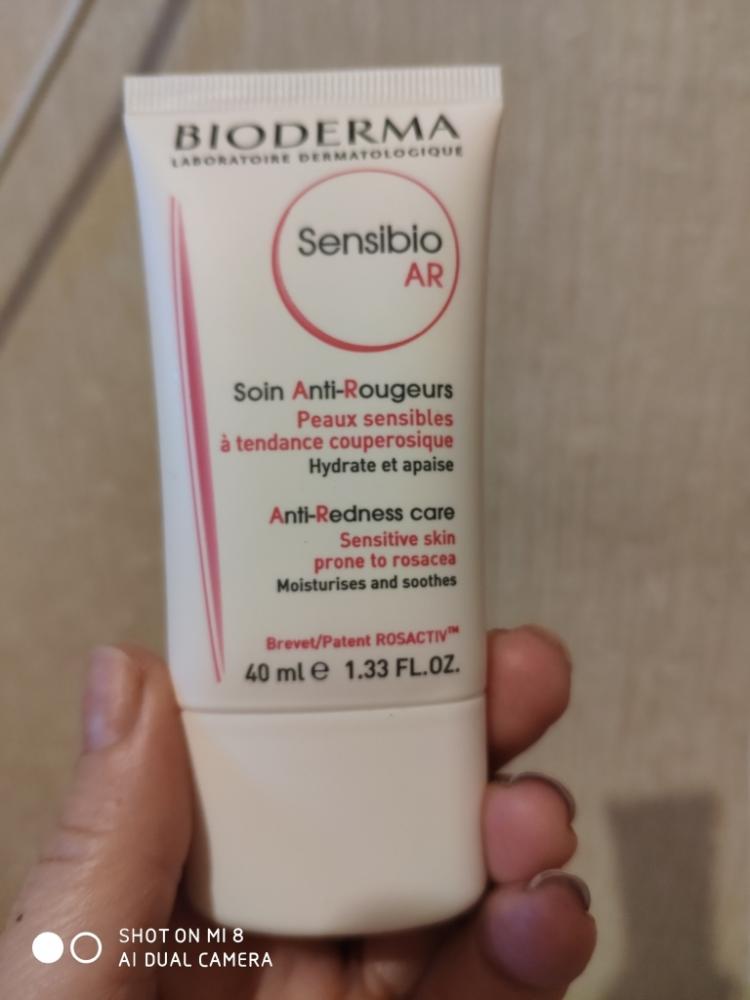 BIODERMA
LABORATOIRE DERMATOLOGIQUE
Sensibio
AR
Soin Anti-Rougeurs
Peaux sensibles
à tendance couperosique
Hydrate et apaise
Anti-Redness care
Sensitive skin
prone to rosacea
Moisturises and soothes
Brevet/Patent ROSACTIV™
40 ml e 1.33 FL.OZ.
SHOT ON MI 8
AI DUAL CAMERA